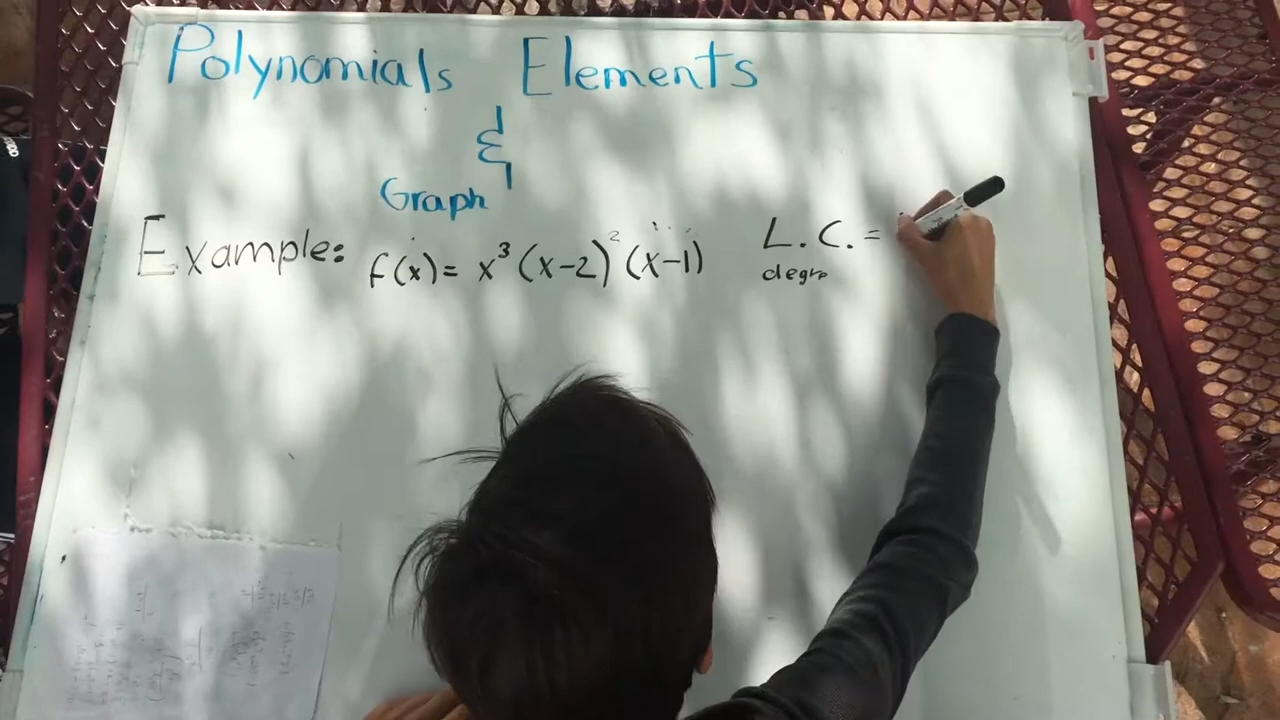 Polynomials Elements
&
Graph
Example: f(x) = x³ (x-2)² (x-1)
L.C. =
degre